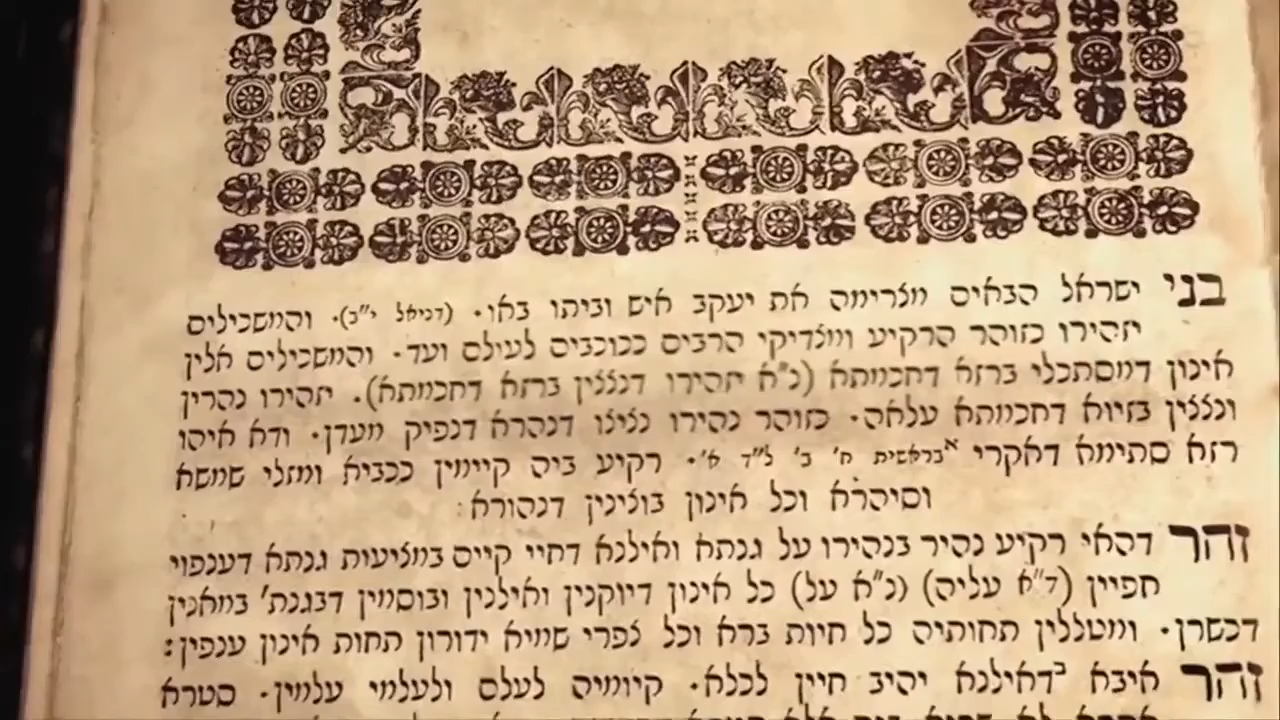 בני ישראל הבאים מצרימה את יעקב איש וביתו באו. (דניאל י"ב). והמשכילים
יזהירו כזוהר הרקיע ומצדיקי הרבים ככוכבים לעולם ועד. והמשכילים אלין
אינון דמסתכלי ברזא דחכמתא (נ"א יזהירו דנצצין ברזא דחכמתא). יזהירו נהרין
ונצצין בזיוא דחכמתא עלאה. כזוהר נהירו נצוצו דנהרא דנפיק מעדן. ודא איהו
רזא סתימא דאקרי א בראשית ח' ב' ל"ד א'. רקיע ביה קיימין ככביא ומזלי שמשא
וסיהרא וכל אינון בוצינין דנהורא:
זהר דהאי רקיע נהיר בנהירו על גנתא ואילנא דחיי קיים במציעות גנתא דענפוי
חפיין (ד"א עליה) (נ"א על) כל אינון דיוקנין ואילנין ובוסמין דבגנת' במאנין
דכשרן. ומטללין תחותיה כל חיות ברא וכל צפרי שמיא ידורון תחות אינון ענפין:
זהר איבא ב דאילנא יהיב חיין לכלא. קיומיה לעלם ולעלמי עלמין. סטרא